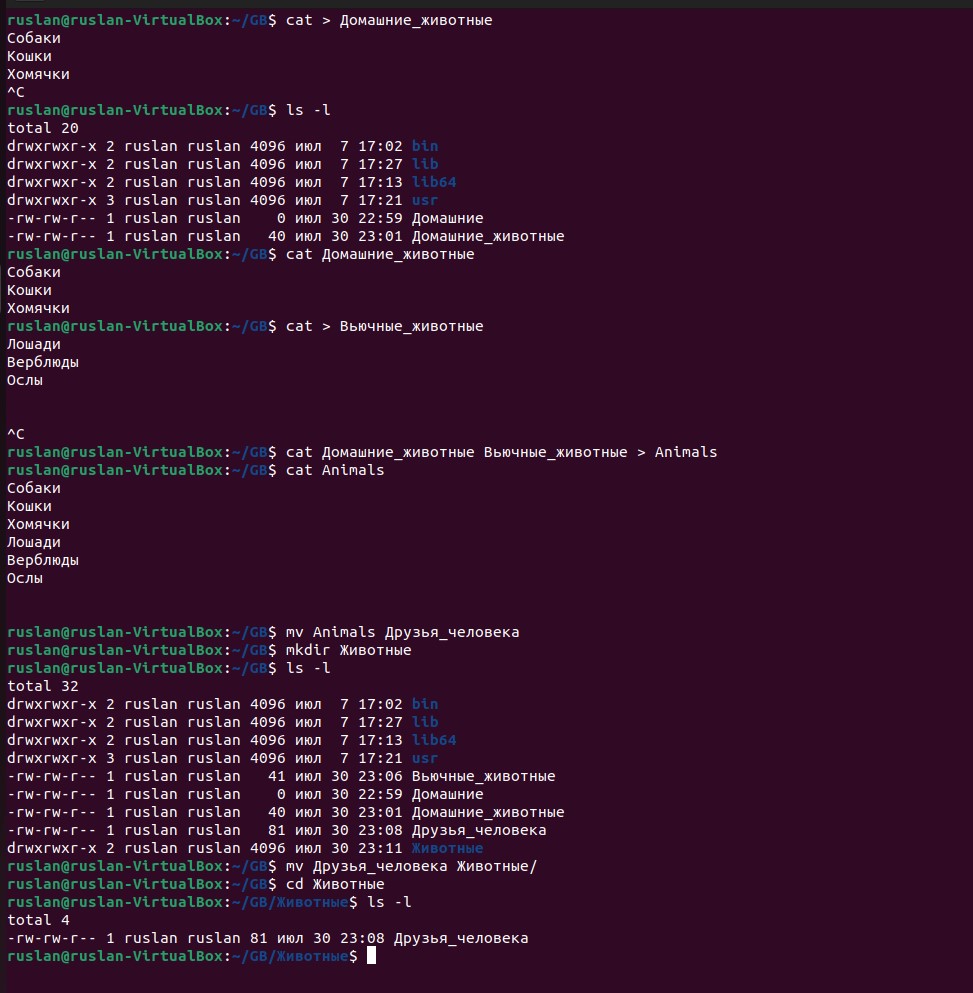 ruslan@ruslan-VirtualBox:~/GB$ cat > Домашние_животные
Собаки
Кошки
Хомячки
^C
ruslan@ruslan-VirtualBox:~/GB$ ls -l
total 20
drwxrwxr-x 2 ruslan ruslan 4096 июл  7 17:02 bin
drwxrwxr-x 2 ruslan ruslan 4096 июл  7 17:27 lib
drwxrwxr-x 2 ruslan ruslan 4096 июл  7 17:13 lib64
drwxrwxr-x 3 ruslan ruslan 4096 июл  7 17:21 usr
-rw-rw-r-- 1 ruslan ruslan    0 июл 30 22:59 Домашние
-rw-rw-r-- 1 ruslan ruslan   40 июл 30 23:01 Домашние_животные
ruslan@ruslan-VirtualBox:~/GB$ cat Домашние_животные
Собаки
Кошки
Хомячки
ruslan@ruslan-VirtualBox:~/GB$ cat > Вьючные_животные
Лошади
Верблюды
Ослы
^C
ruslan@ruslan-VirtualBox:~/GB$ cat Домашние_животные Вьючные_животные > Animals
ruslan@ruslan-VirtualBox:~/GB$ cat Animals
Собаки
Кошки
Хомячки
Лошади
Верблюды
Ослы
ruslan@ruslan-VirtualBox:~/GB$ mv Animals Друзья_человека
ruslan@ruslan-VirtualBox:~/GB$ mkdir Животные
ruslan@ruslan-VirtualBox:~/GB$ ls -l
total 32
drwxrwxr-x 2 ruslan ruslan 4096 июл  7 17:02 bin
drwxrwxr-x 2 ruslan ruslan 4096 июл  7 17:27 lib
drwxrwxr-x 2 ruslan ruslan 4096 июл  7 17:13 lib64
drwxrwxr-x 3 ruslan ruslan 4096 июл  7 17:21 usr
-rw-rw-r-- 1 ruslan ruslan   41 июл 30 23:06 Вьючные_животные
-rw-rw-r-- 1 ruslan ruslan    0 июл 30 22:59 Домашние
-rw-rw-r-- 1 ruslan ruslan   40 июл 30 23:01 Домашние_животные
-rw-rw-r-- 1 ruslan ruslan   81 июл 30 23:08 Друзья_человека
drwxrwxr-x 2 ruslan ruslan 4096 июл 30 23:11 Животные
ruslan@ruslan-VirtualBox:~/GB$ mv Друзья_человека Животные/
ruslan@ruslan-VirtualBox:~/GB$ cd Животные
ruslan@ruslan-VirtualBox:~/GB/Животные$ ls -l
total 4
-rw-rw-r-- 1 ruslan ruslan 81 июл 30 23:08 Друзья_человека
ruslan@ruslan-VirtualBox:~/GB/Животные$